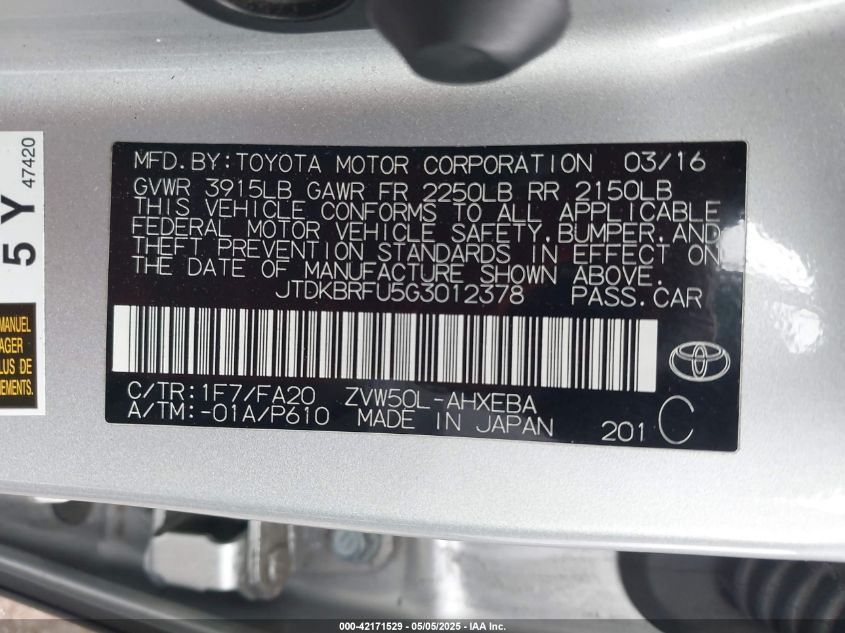 MFD.BY:TOYOTA MOTOR CORPORATION 03/16
GVWR 3915LB GAWR FR 2250LB RR 2150LB
THIS VEHICLE CONFORMS TO ALL APPLICABLE
FEDERAL MOTOR VEHICLE SAFETY,BUMPER,AND
THEFT PREVENTION STANDARDS IN EFFECT ON
THE DATE OF MANUFACTURE SHOWN ABOVE.
JTDKBRFU5G3012378 PASS.CAR
C/TR:1F7/FA20 ZVW50L-AHXEBA
A/TM:-01A/P610 MADE IN JAPAN 201 C
5 Y
47420
MANUEL
AGER
LUS DE
EMENTS.
000-42171529 — 05/05/2025 — IAA Inc.